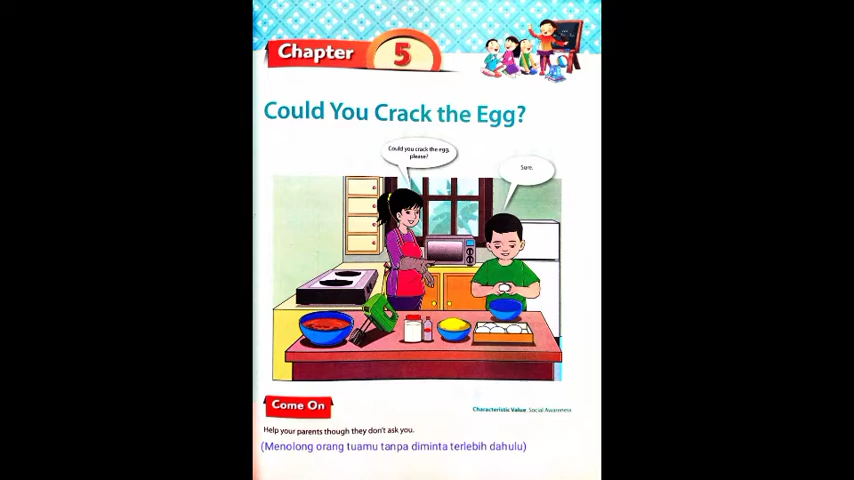 Chapter 5
Could You Crack the Egg?
Could you crack the egg,
please?
Sure.
Come On
Characteristic Value: Social Awareness
Help your parents though they don't ask you.
(Menolong orang tuamu tanpa diminta terlebih dahulu)